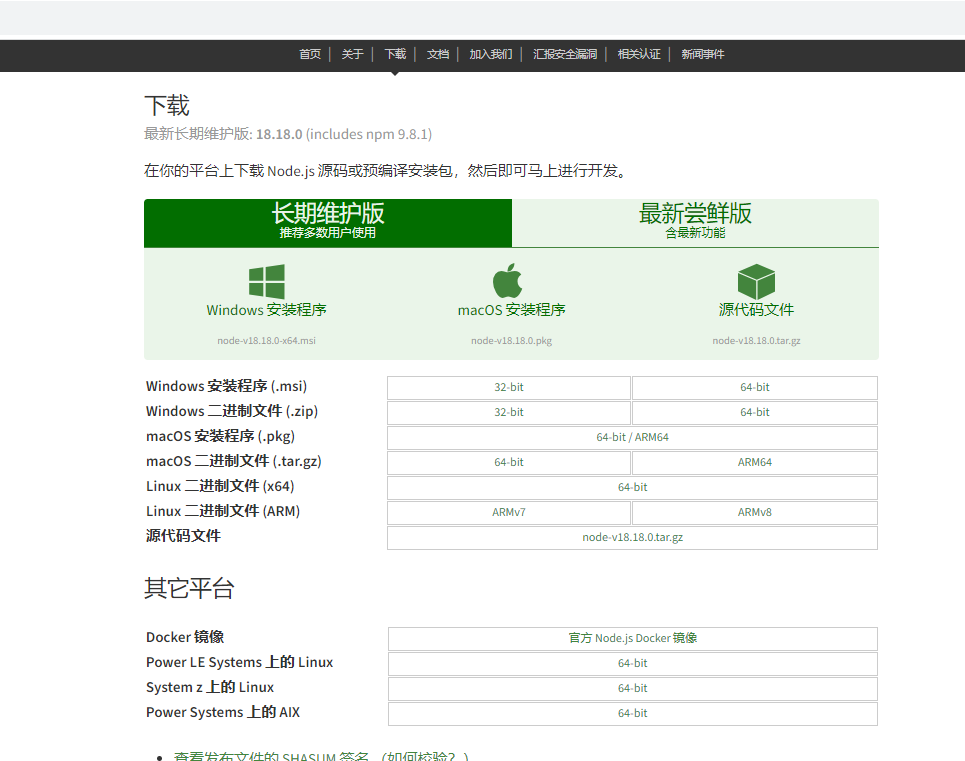 首页 | 关于 | 下载 | 文档 | 加入我们 | 汇报安全漏洞 | 相关认证 | 新闻事件
下载
最新长期维护版: 18.18.0 (includes npm 9.8.1)
在你的平台上下载 Node.js 源码或预编译安装包，然后即可马上进行开发。
长期维护版 最新尝鲜版
推荐多数用户使用 含最新功能
Windows 安装程序 macOS 安装程序 源代码文件
node-v18.18.0-x64.msi node-v18.18.0.pkg node-v18.18.0.tar.gz
Windows 安装程序 (.msi) 32-bit 64-bit
Windows 二进制文件 (.zip) 32-bit 64-bit
macOS 安装程序 (.pkg) 64-bit / ARM64
macOS 二进制文件 (.tar.gz) 64-bit ARM64
Linux 二进制文件 (x64) 64-bit
Linux 二进制文件 (ARM) ARMv7 ARMv8
源代码文件 node-v18.18.0.tar.gz
其它平台
Docker 镜像 官方 Node.js Docker 镜像
Power LE Systems 上的 Linux 64-bit
System z 上的 Linux 64-bit
Power Systems 上的 AIX 64-bit
• 查看发布文件的 SHASUM 签名 （如何校验？）